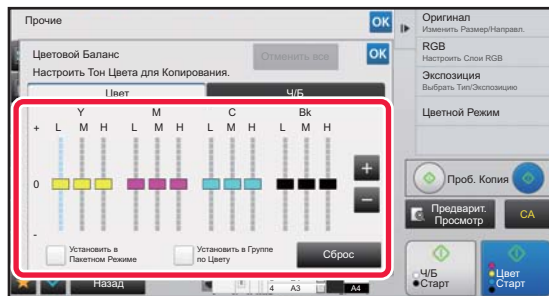 Прочие
OK
Цветовой Баланс
Отменить все
OK
Настроить Тон Цвета для Копирования.
Цвет
Ч/Б
Y M C Bk
+ L M H L M H L M H L M H
+
0
−
-
Установить в
Пакетном Режиме
Установить в Группе
по Цвету
Сброс
Назад
4 A3
A4
Оригинал
Изменить Размер/Направл.
RGB
Настроить Слои RGB
Экспозиция
Выбрать Тип/Экспозицию
Цветной Режим
Проб. Копия
Предварит.
Просмотр
CA
Ч/Б
Старт
Цвет
Старт